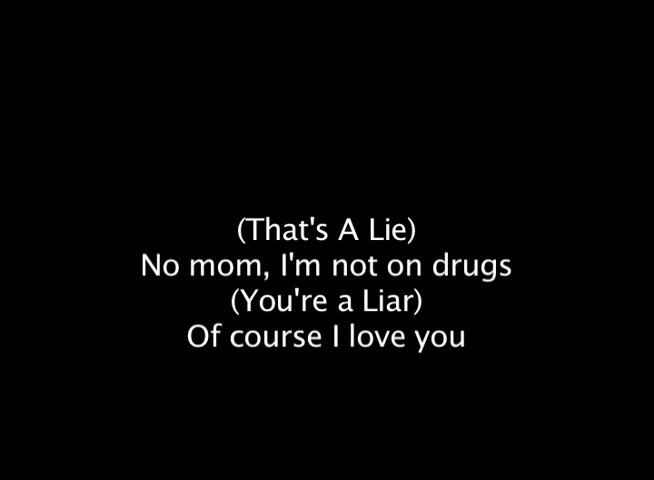 (That's A Lie)
No mom, I'm not on drugs
(You're a Liar)
Of course I love you